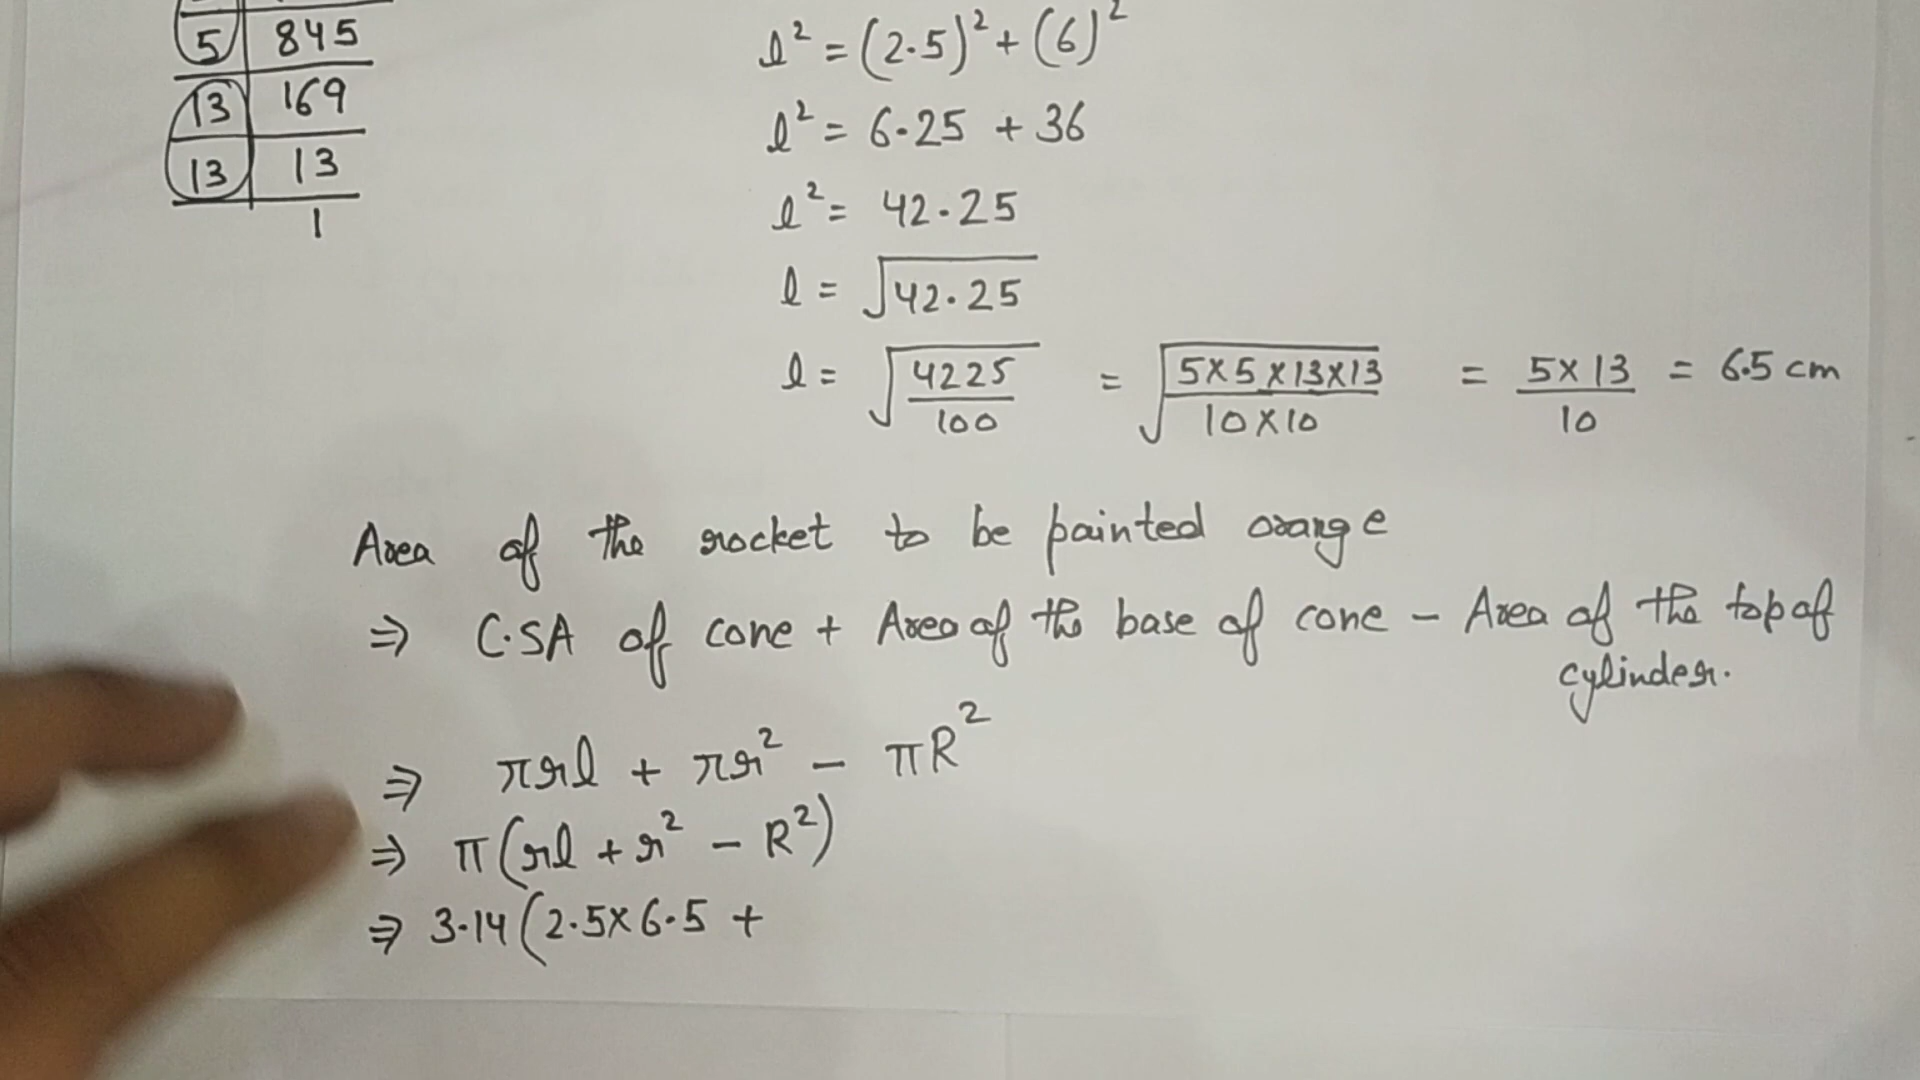 5 | 845
13 | 169
13 | 13
1
l² = (2.5)² + (6)²
l² = 6.25 + 36
l² = 42.25
l = √42.25
l = √(4225/100) = √(5×5×13×13/10×10) = 5×13/10 = 6.5 cm
Area of the rocket to be painted orange
⇒ C.SA of cone + Area of the base of cone − Area of the top of cylinder.
⇒ πrl + πr² − πR²
⇒ π(rl + r² − R²)
⇒ 3.14(2.5×6.5 +